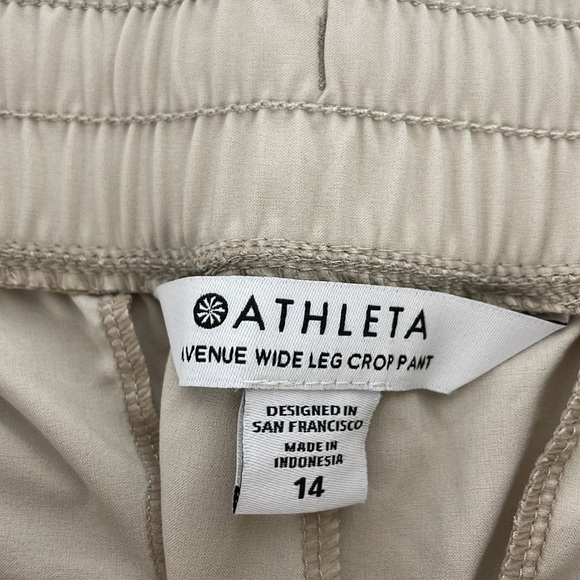 ATHLETA
AVENUE WIDE LEG CROP PANT
DESIGNED IN
SAN FRANCISCO
MADE IN
INDONESIA
14